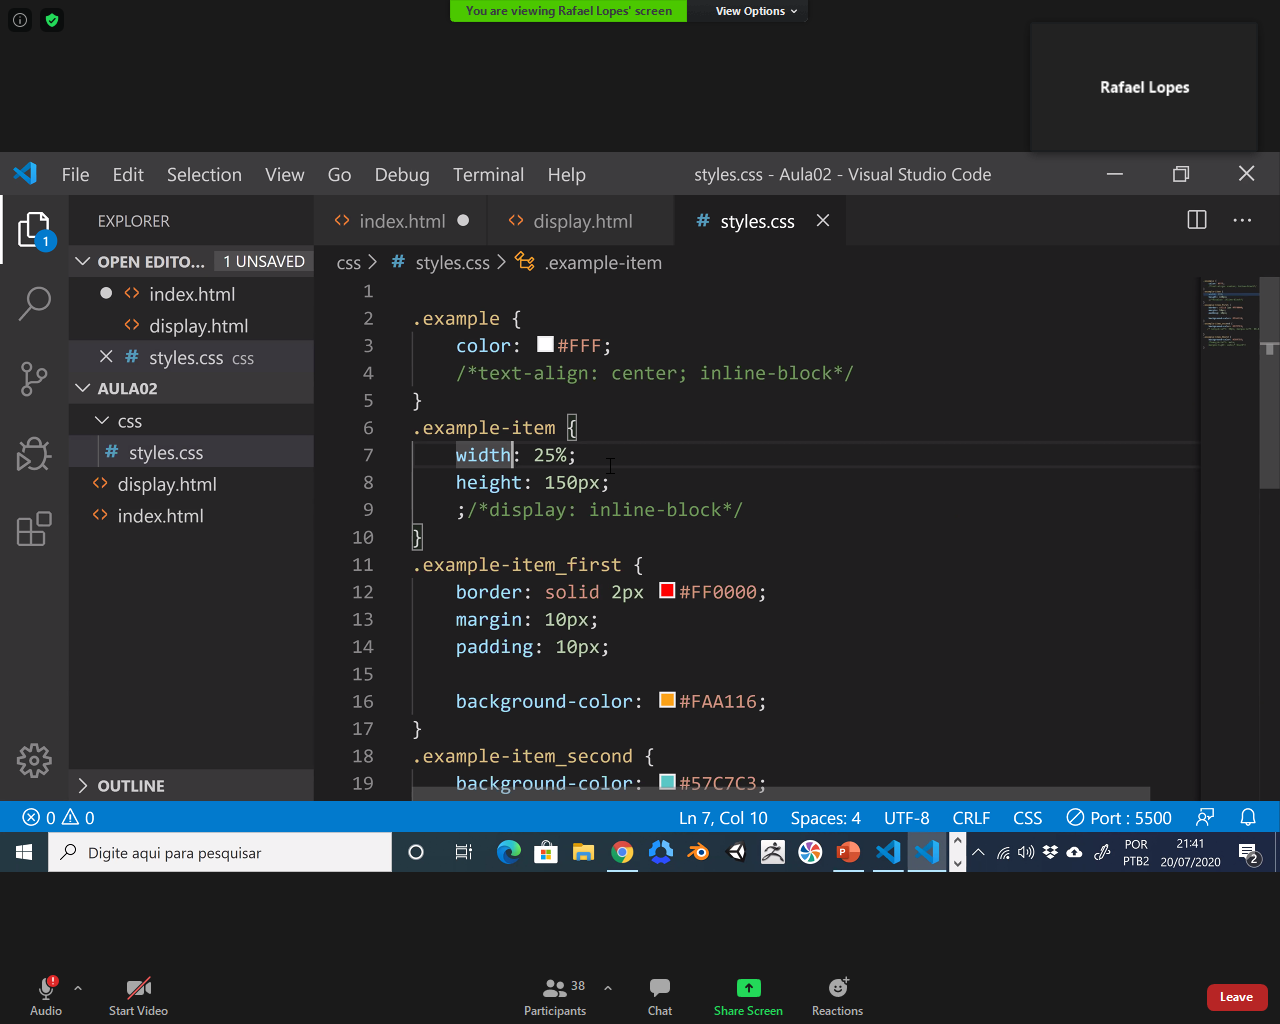 You are viewing Rafael Lopes' screen
View Options
Rafael Lopes
File Edit Selection View Go Debug Terminal Help
styles.css - Aula02 - Visual Studio Code
EXPLORER
index.html
display.html
# styles.css
1
OPEN EDITO... 1 UNSAVED
index.html
display.html
# styles.css css
AULA02
css
# styles.css
display.html
index.html
OUTLINE
css > # styles.css > .example-item
1
2 .example {
3 color: #FFF;
4 /*text-align: center; inline-block*/
5 }
6 .example-item {
7 width: 25%;
8 height: 150px;
9 ;/*display: inline-block*/
10 }
11 .example-item_first {
12 border: solid 2px #FF0000;
13 margin: 10px;
14 padding: 10px;
15
16 background-color: #FAA116;
17 }
18 .example-item_second {
19 background-color: #57C7C3;
0 0
Ln 7, Col 10 Spaces: 4 UTF-8 CRLF CSS Port : 5500
Digite aqui para pesquisar
POR
PTB2
21:41
20/07/2020
2
Audio
Start Video
Participants
38
Chat
Share Screen
Reactions
Leave